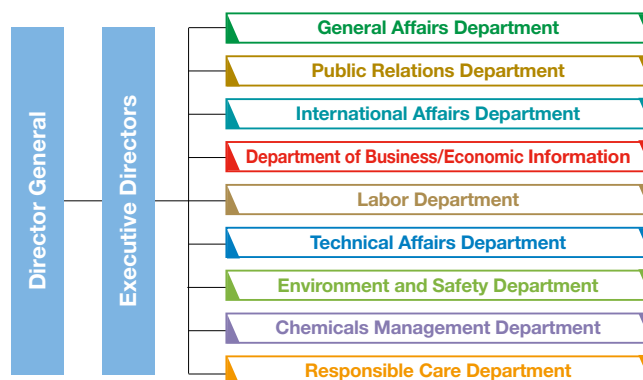 Director General
Executive Directors
General Affairs Department
Public Relations Department
International Affairs Department
Department of Business/Economic Information
Labor Department
Technical Affairs Department
Environment and Safety Department
Chemicals Management Department
Responsible Care Department